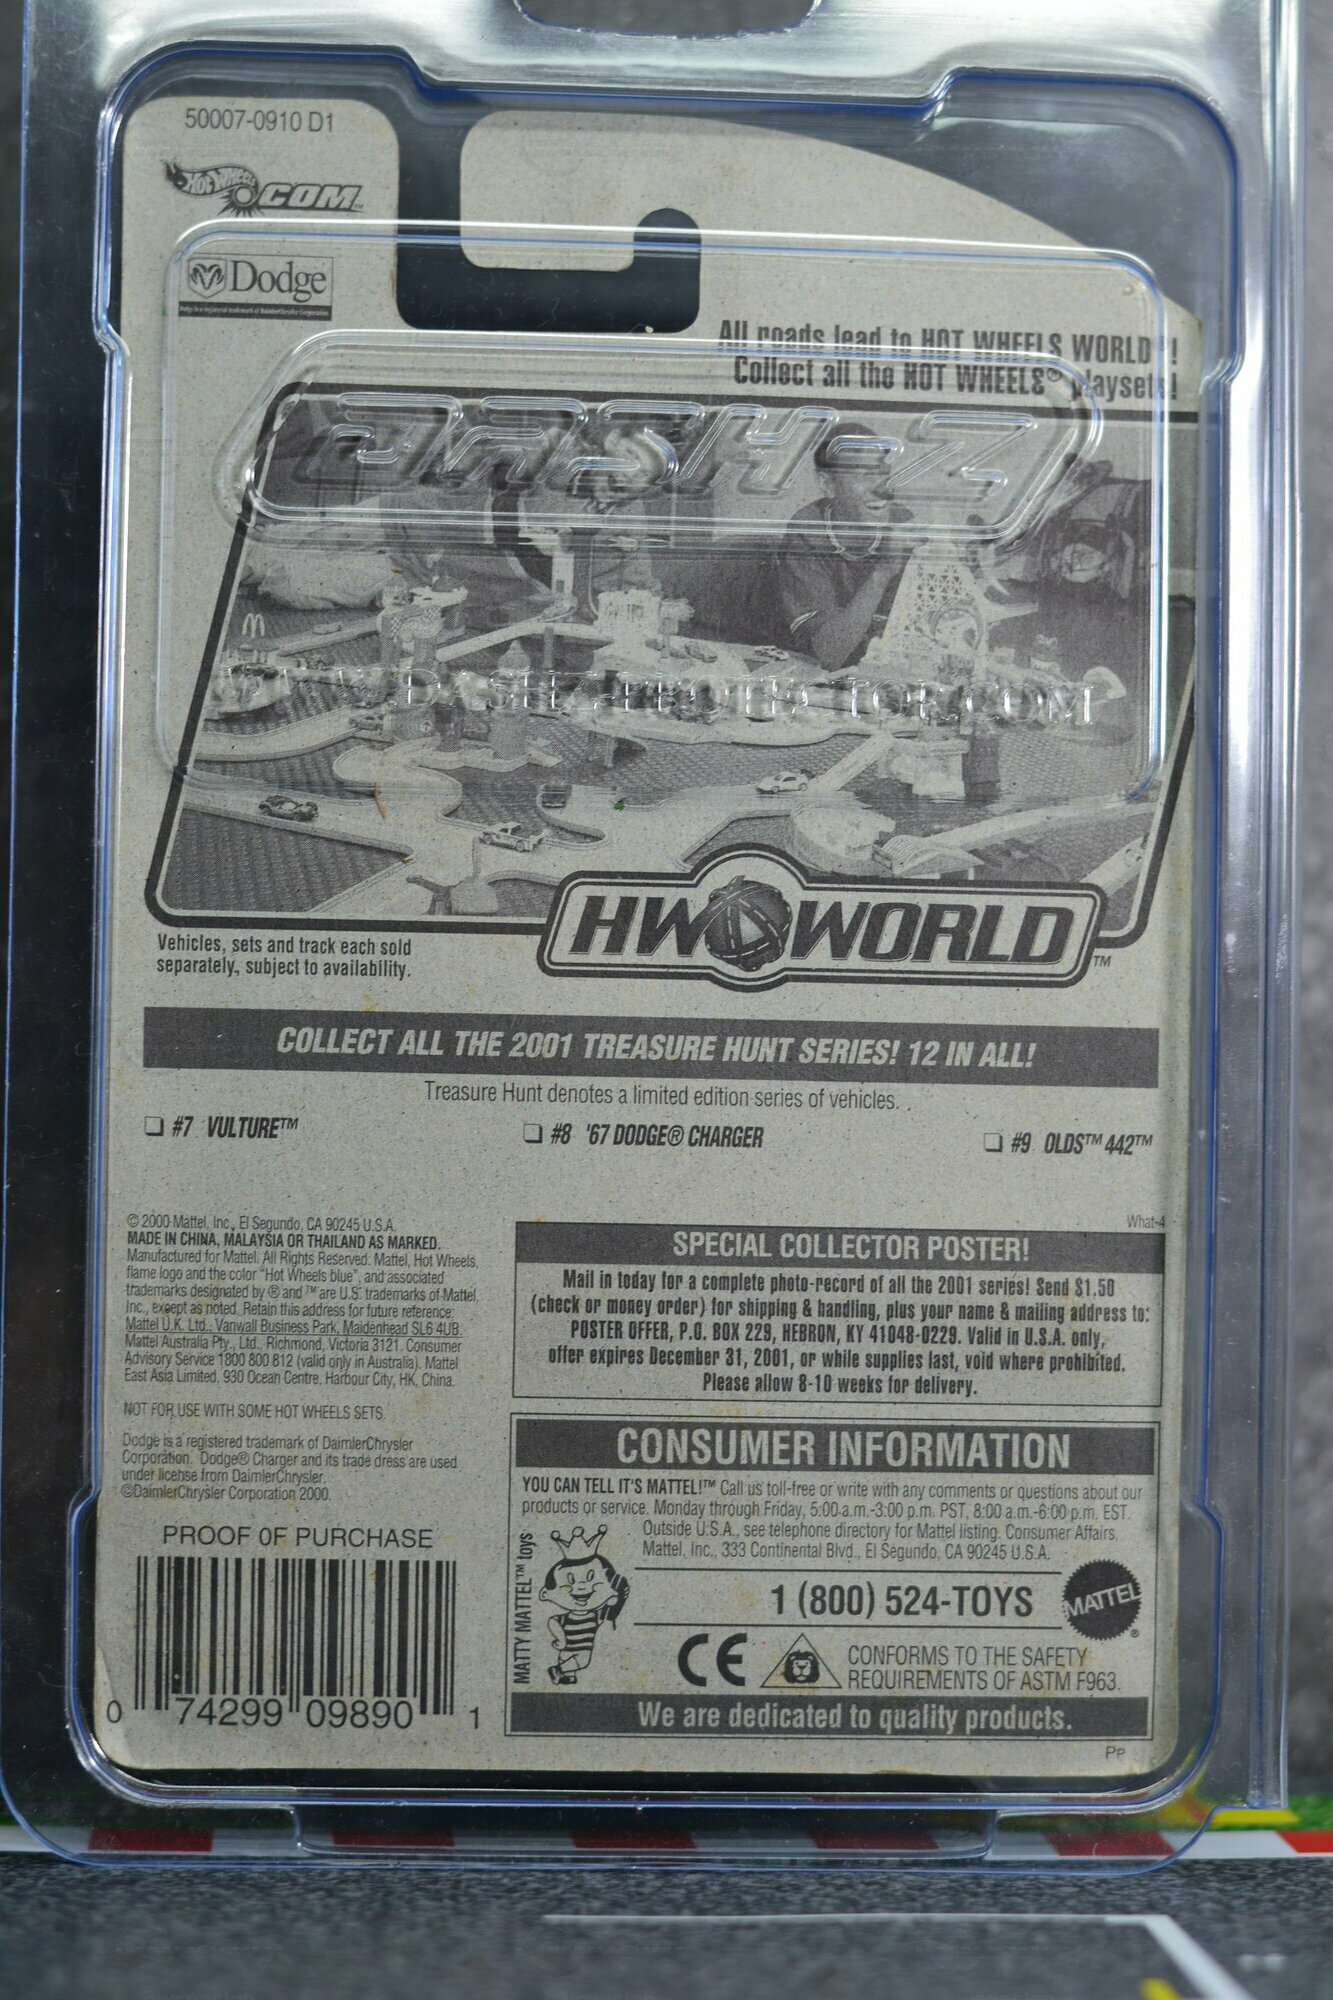 50007-0910 D1
HOT WHEELS .COM™
Dodge
Dodge is a registered trademark of DaimlerChrysler Corporation.
All roads lead to HOT WHEELS WORLD™!
Collect all the HOT WHEELS® playsets!
DASH-Z
WWW.DASHZ-PROTECTOR.COM
HW WORLD™
Vehicles, sets and track each sold
separately, subject to availability.
COLLECT ALL THE 2001 TREASURE HUNT SERIES! 12 IN ALL!
Treasure Hunt denotes a limited edition series of vehicles.
#7 VULTURE™
#8 '67 DODGE® CHARGER
#9 OLDS™ 442™
©2000 Mattel, Inc., El Segundo, CA 90245 U.S.A.
MADE IN CHINA, MALAYSIA OR THAILAND AS MARKED.
Manufactured for Mattel. All Rights Reserved. Mattel, Hot Wheels,
flame logo and the color "Hot Wheels blue", and associated
trademarks designated by ® and ™ are U.S. trademarks of Mattel,
Inc., except as noted. Retain this address for future reference:
Mattel U.K. Ltd., Vanwall Business Park, Maidenhead SL6 4UB.
Mattel Australia Pty., Ltd., Richmond, Victoria 3121. Consumer
Advisory Service 1800 800 812 (valid only in Australia). Mattel
East Asia Limited, 930 Ocean Centre, Harbour City, HK, China.
NOT FOR USE WITH SOME HOT WHEELS SETS.
Dodge is a registered trademark of DaimlerChrysler
Corporation. Dodge® Charger and its trade dress are used
under license from DaimlerChrysler.
©DaimlerChrysler Corporation 2000.
PROOF OF PURCHASE
0 74299 09890 1
What-4
SPECIAL COLLECTOR POSTER!
Mail in today for a complete photo-record of all the 2001 series! Send $1.50
(check or money order) for shipping & handling, plus your name & mailing address to:
POSTER OFFER, P.O. BOX 229, HEBRON, KY 41048-0229. Valid in U.S.A. only,
offer expires December 31, 2001, or while supplies last, void where prohibited.
Please allow 8-10 weeks for delivery.
CONSUMER INFORMATION
YOU CAN TELL IT'S MATTEL!™ Call us toll-free or write with any comments or questions about our
products or service. Monday through Friday, 5:00 a.m.-3:00 p.m. PST, 8:00 a.m.-6:00 p.m. EST.
Outside U.S.A., see telephone directory for Mattel listing. Consumer Affairs,
Mattel, Inc., 333 Continental Blvd., El Segundo, CA 90245 U.S.A.
MATTY MATTEL™ toys
1 (800) 524-TOYS
MATTEL®
CE
CONFORMS TO THE SAFETY
REQUIREMENTS OF ASTM F963.
We are dedicated to quality products.
PP